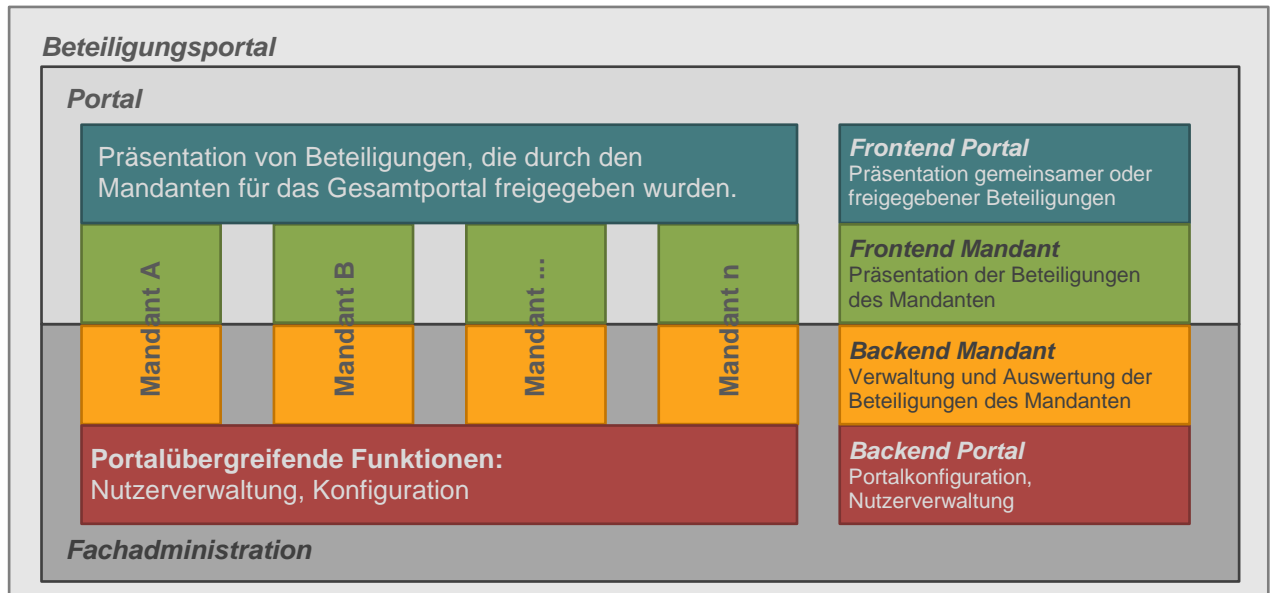 Beteiligungsportal
Portal
Präsentation von Beteiligungen, die durch den
Mandanten für das Gesamtportal freigegeben wurden.
Frontend Portal
Präsentation gemeinsamer oder
freigegebener Beteiligungen
Mandant A
Mandant B
Mandant ...
Mandant n
Frontend Mandant
Präsentation der Beteiligungen
des Mandanten
Backend Mandant
Verwaltung und Auswertung der
Beteiligungen des Mandanten
Portalübergreifende Funktionen:
Nutzerverwaltung, Konfiguration
Backend Portal
Portalkonfiguration,
Nutzerverwaltung
Fachadministration